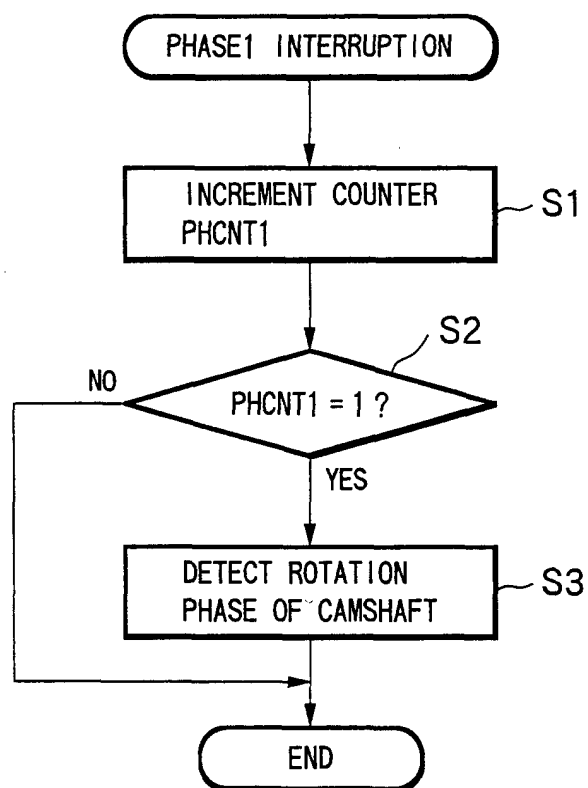 PHASE1 INTERRUPTION
INCREMENT COUNTER
PHCNT1
S1
S2
NO
PHCNT1 = 1 ?
YES
DETECT ROTATION
PHASE OF CAMSHAFT
S3
END